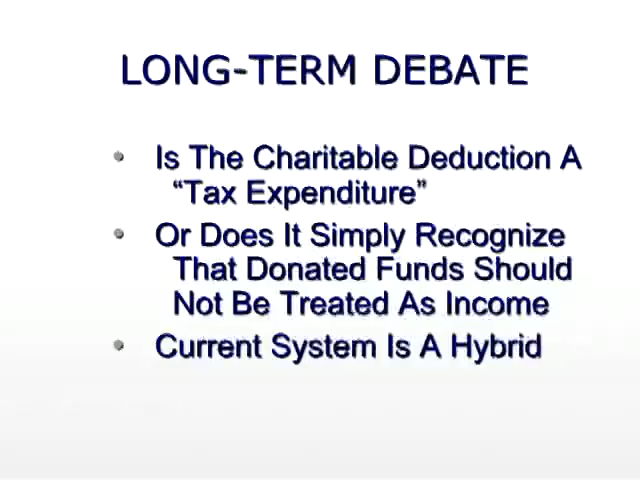 LONG-TERM DEBATE
• Is The Charitable Deduction A
“Tax Expenditure”
• Or Does It Simply Recognize
That Donated Funds Should
Not Be Treated As Income
• Current System Is A Hybrid